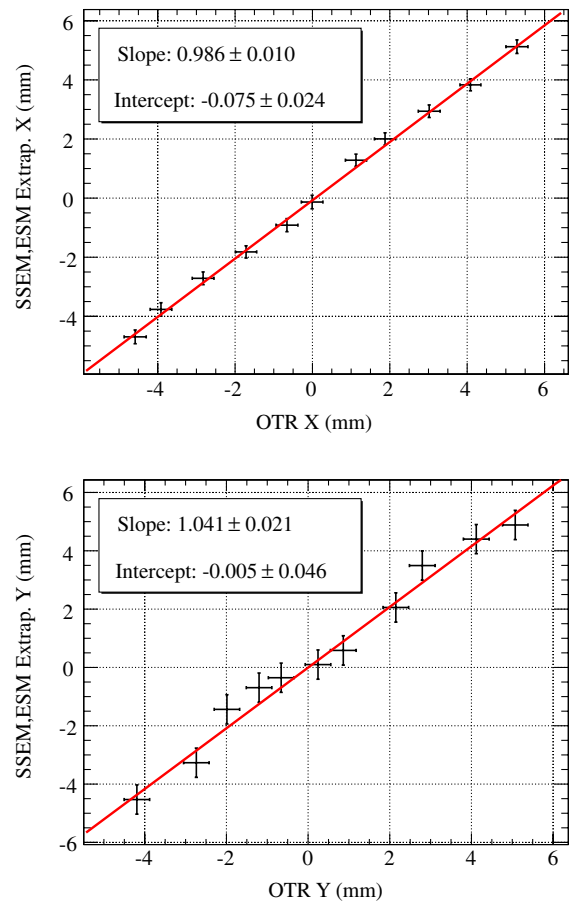 6
4
2
0
-2
-4
SSEM,ESM Extrap. X (mm)
Slope: 0.986 ± 0.010
Intercept: -0.075 ± 0.024
-4 -2 0 2 4 6
OTR X (mm)
6
4
2
0
-2
-4
-6
SSEM,ESM Extrap. Y (mm)
Slope: 1.041 ± 0.021
Intercept: -0.005 ± 0.046
-4 -2 0 2 4 6
OTR Y (mm)